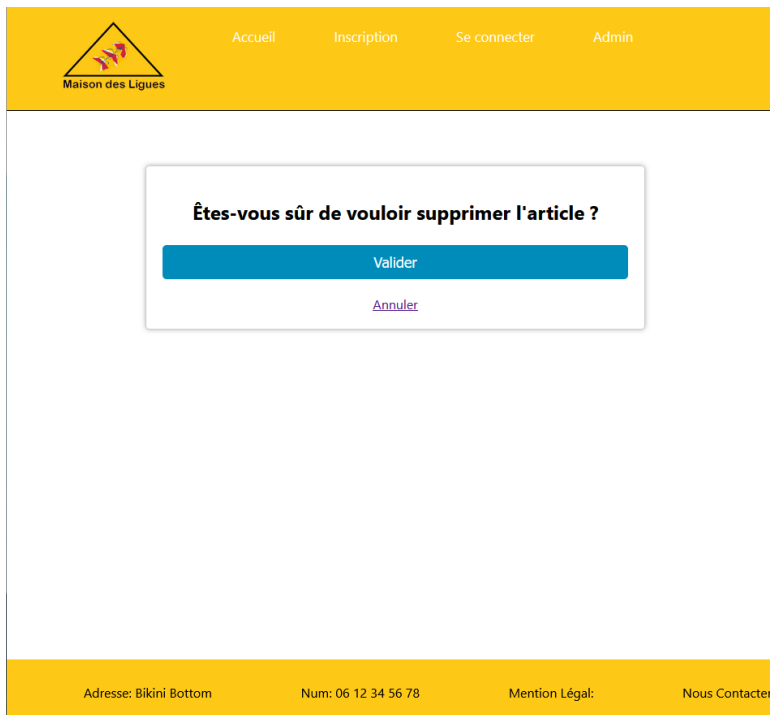 Accueil Inscription Se connecter Admin
Maison des Ligues
Êtes-vous sûr de vouloir supprimer l'article ?
Valider
Annuler
Adresse: Bikini Bottom Num: 06 12 34 56 78 Mention Légal: Nous Contacter